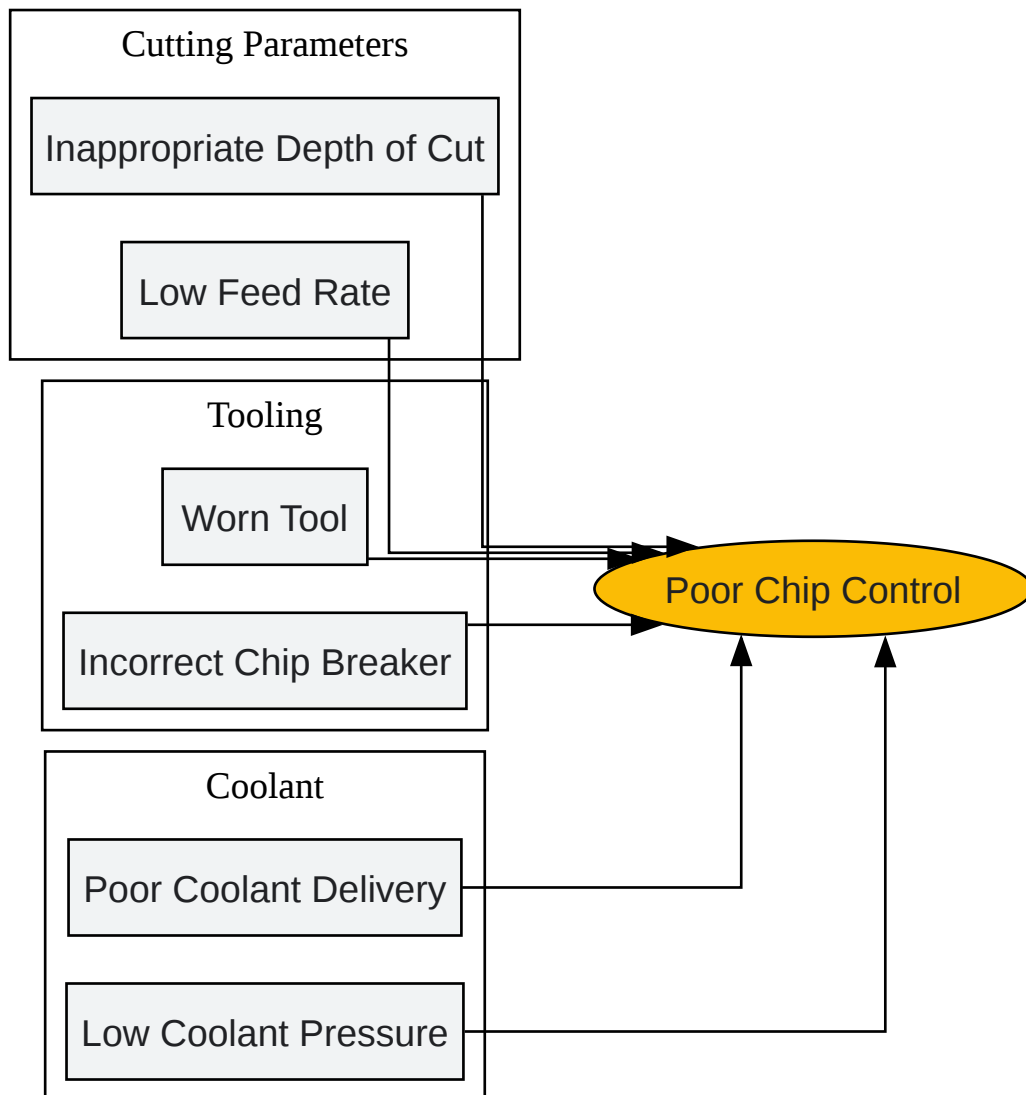 Cutting Parameters
Inappropriate Depth of Cut
Low Feed Rate
Tooling
Worn Tool
Poor Chip Control
Incorrect Chip Breaker
Coolant
Poor Coolant Delivery
Low Coolant Pressure